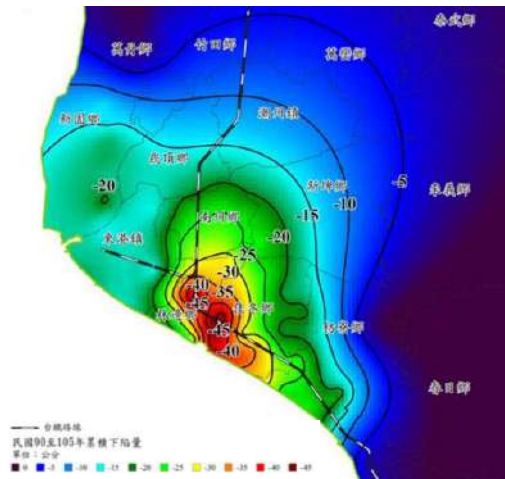 泰武鄉
萬丹鄉
竹田鄉
萬巒鄉
新園鄉
潮州鎮
崁頂鄉
新埤鄉
-5
來義鄉
-20
-10
-15
南州鄉
-20
東港鎮
-25
-30
-40
-35
-45
林邊鄉
佳冬鄉
-45
枋寮鄉
-40
春日鄉
台鐵路線
民國90至105年累積下陷量
單位：公分
0 -5 -10 -15 -20 -25 -30 -35 -40 -45